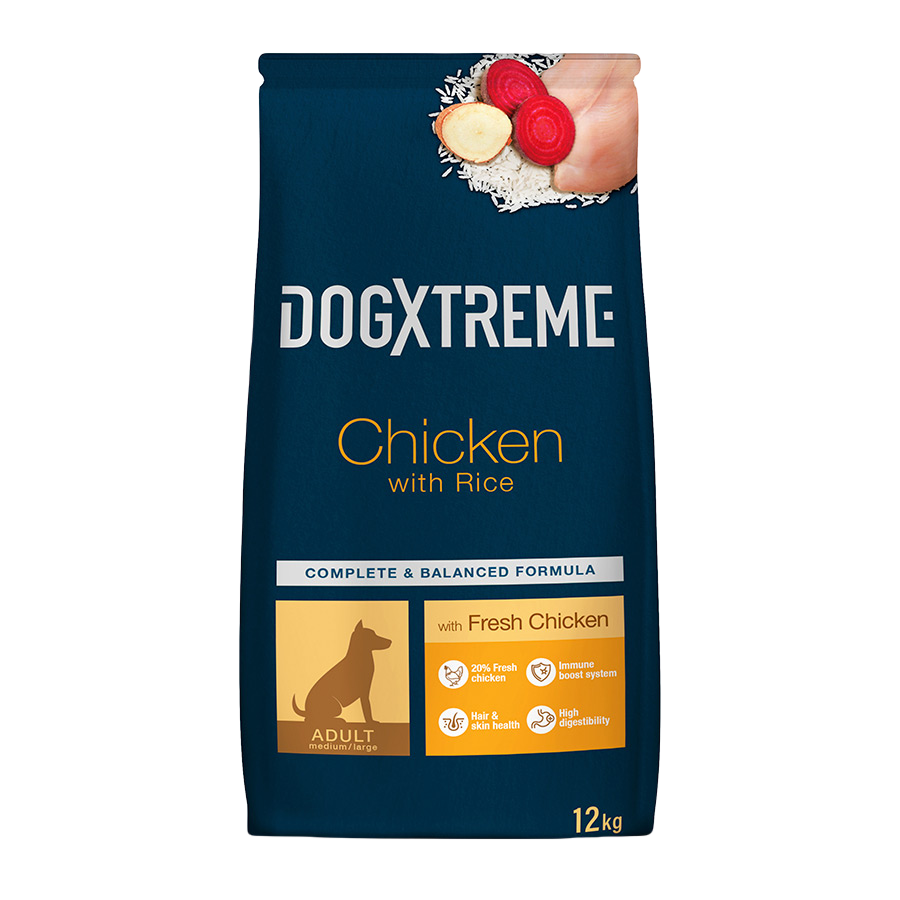 DOGXTREME
Chicken
with Rice
COMPLETE & BALANCED FORMULA
ADULT
medium/large
with Fresh Chicken
20% Fresh
chicken
Immune
boost system
Hair &
skin health
High
digestibility
12kg